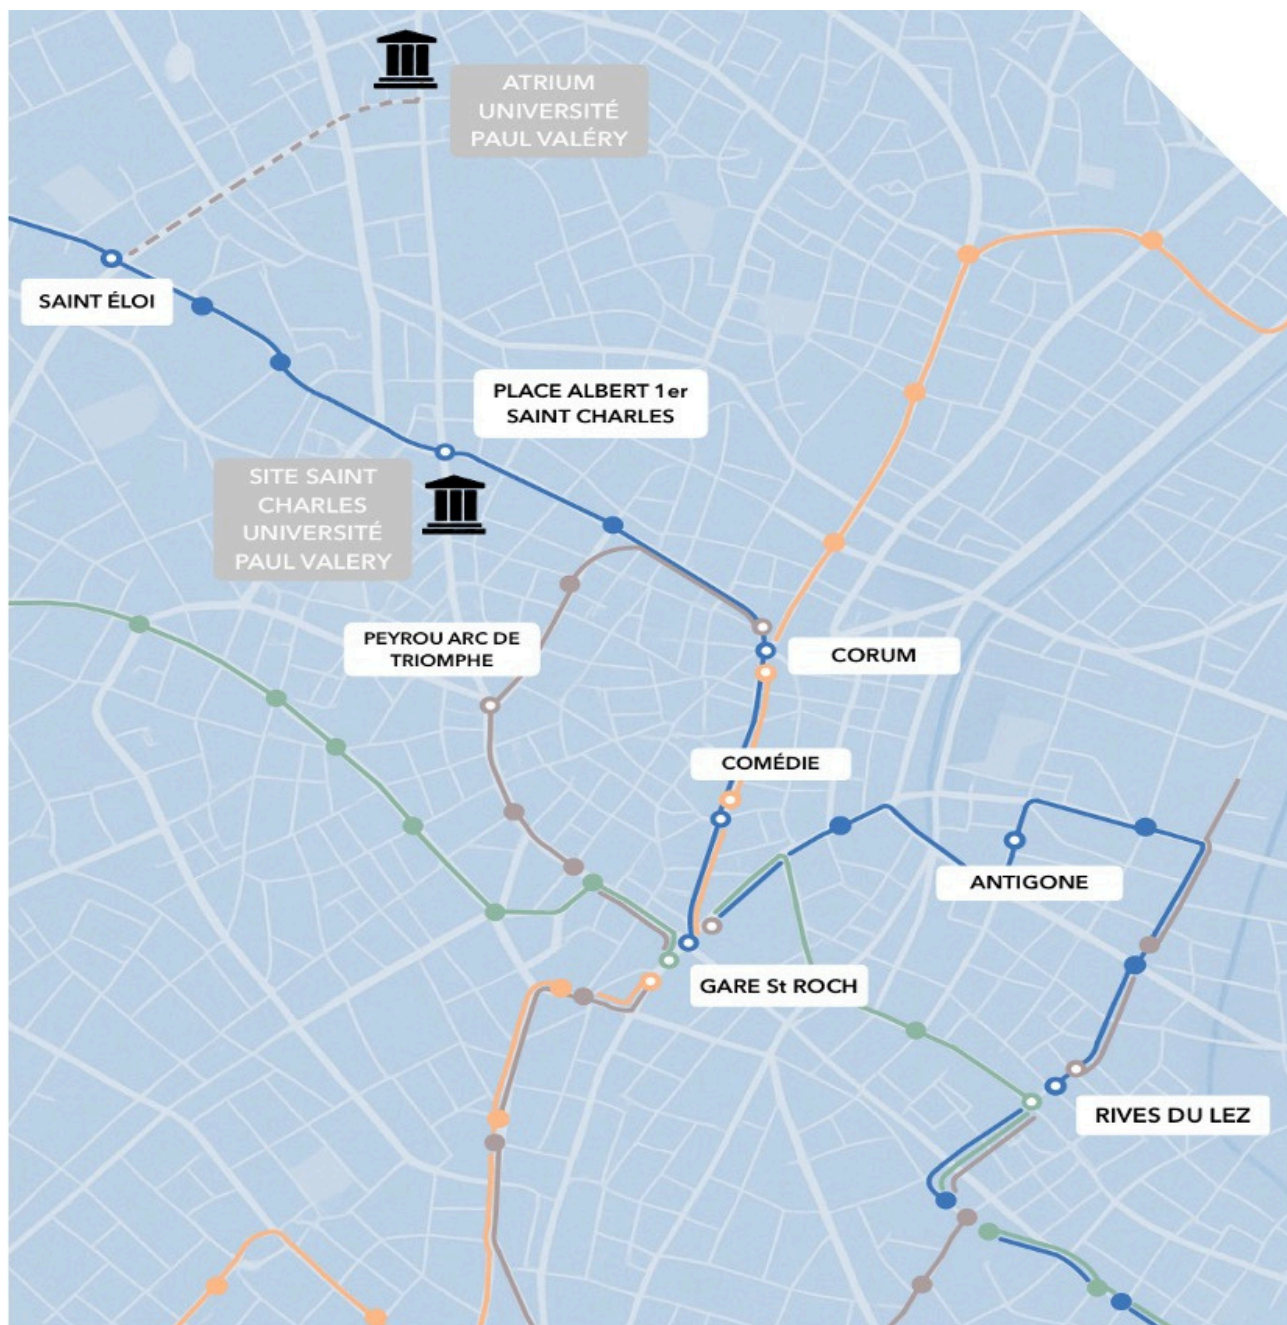 ATRIUM
UNIVERSITÉ
PAUL VALÉRY
SAINT ÉLOI
PLACE ALBERT 1er
SAINT CHARLES
SITE SAINT
CHARLES
UNIVERSITÉ
PAUL VALERY
PEYROU ARC DE
TRIOMPHE
CORUM
COMÉDIE
ANTIGONE
GARE St ROCH
RIVES DU LEZ